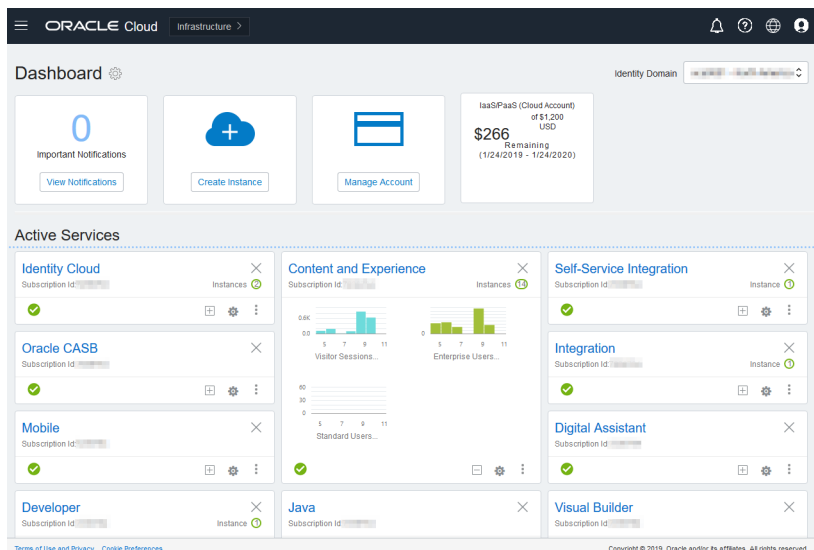 ORACLE Cloud Infrastructure >
Dashboard
Identity Domain
0
Important Notifications
View Notifications
Create Instance
Manage Account
IaaS/PaaS (Cloud Account)
$266 of $1,200 USD
Remaining
(1/24/2019 - 1/24/2020)
Active Services
Identity Cloud
Subscription Id:
Instances 2
Content and Experience
Subscription Id:
Instances 14
0.6K
0.0
5 7 9 11
Visitor Sessions...
0
5 7 9 11
Enterprise Users...
60
30
0
5 7 9 11
Standard Users...
Self-Service Integration
Subscription Id:
Instance 1
Oracle CASB
Subscription Id:
Integration
Subscription Id:
Instance 1
Mobile
Subscription Id:
Digital Assistant
Subscription Id:
Developer
Subscription Id:
Instance 1
Java
Subscription Id:
Visual Builder
Subscription Id:
Terms of Use and Privacy Cookie Preferences
Copyright © 2019, Oracle and/or its affiliates. All rights reserved.